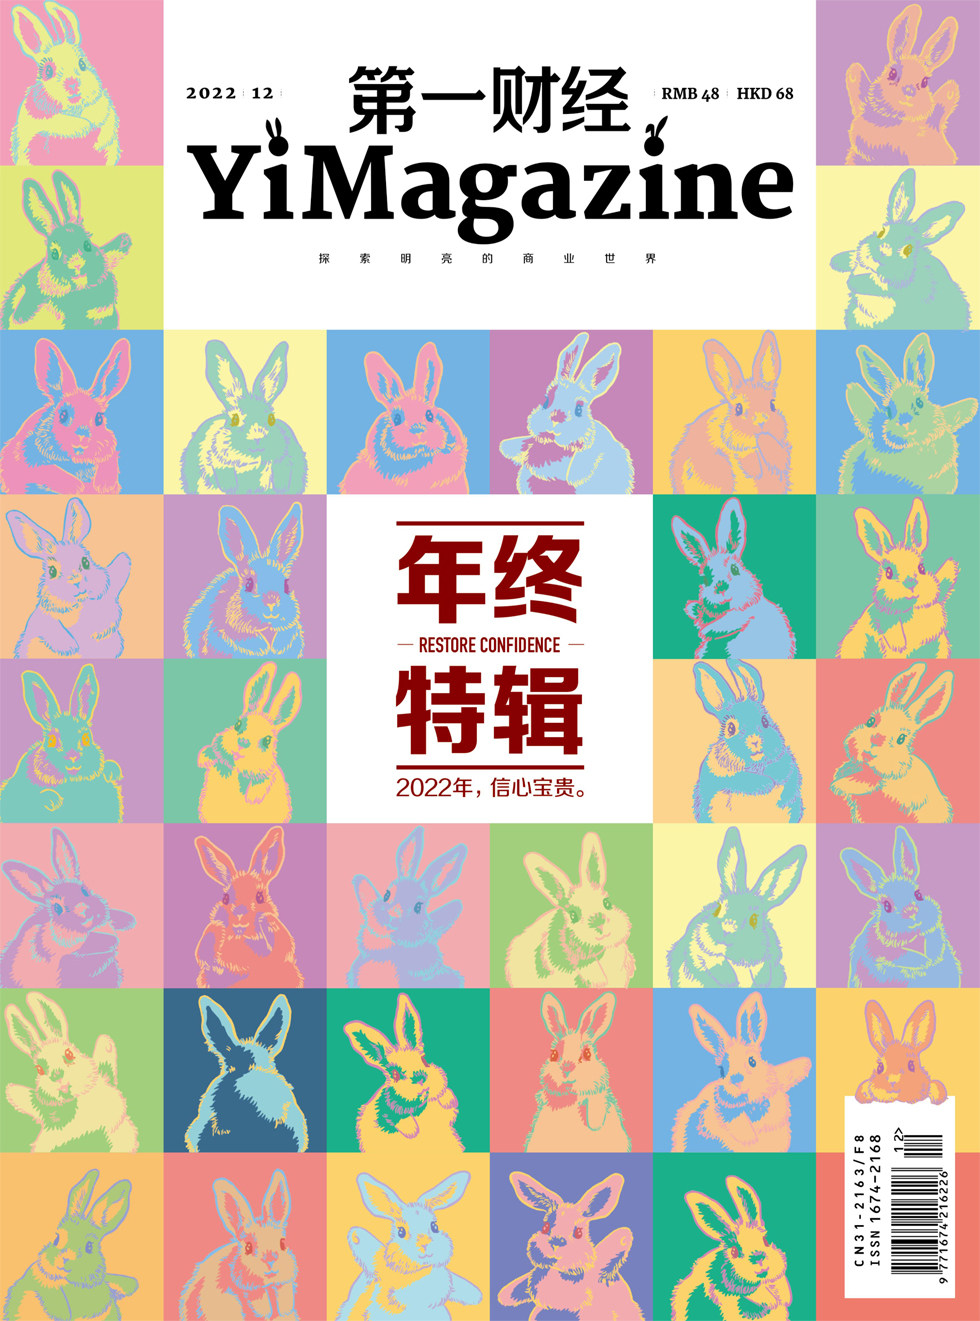 2022 12
第一财经
RMB 48 HKD 68
YiMagazine
探索明亮的商业世界
年终
RESTORE CONFIDENCE
特辑
2022年，信心宝贵。
CN31-2163/F8
ISSN 1674-2168
12>
9 771674 216226